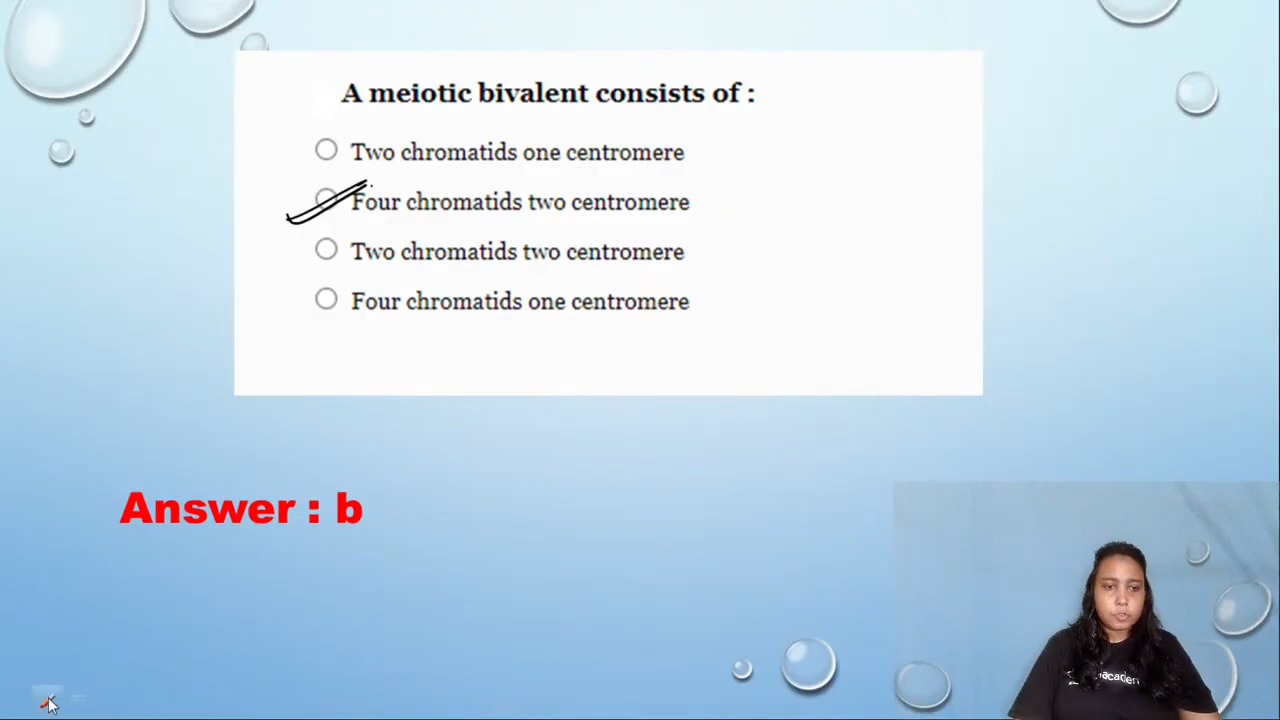 A meiotic bivalent consists of :
Two chromatids one centromere
Four chromatids two centromere
Two chromatids two centromere
Four chromatids one centromere
Answer : b